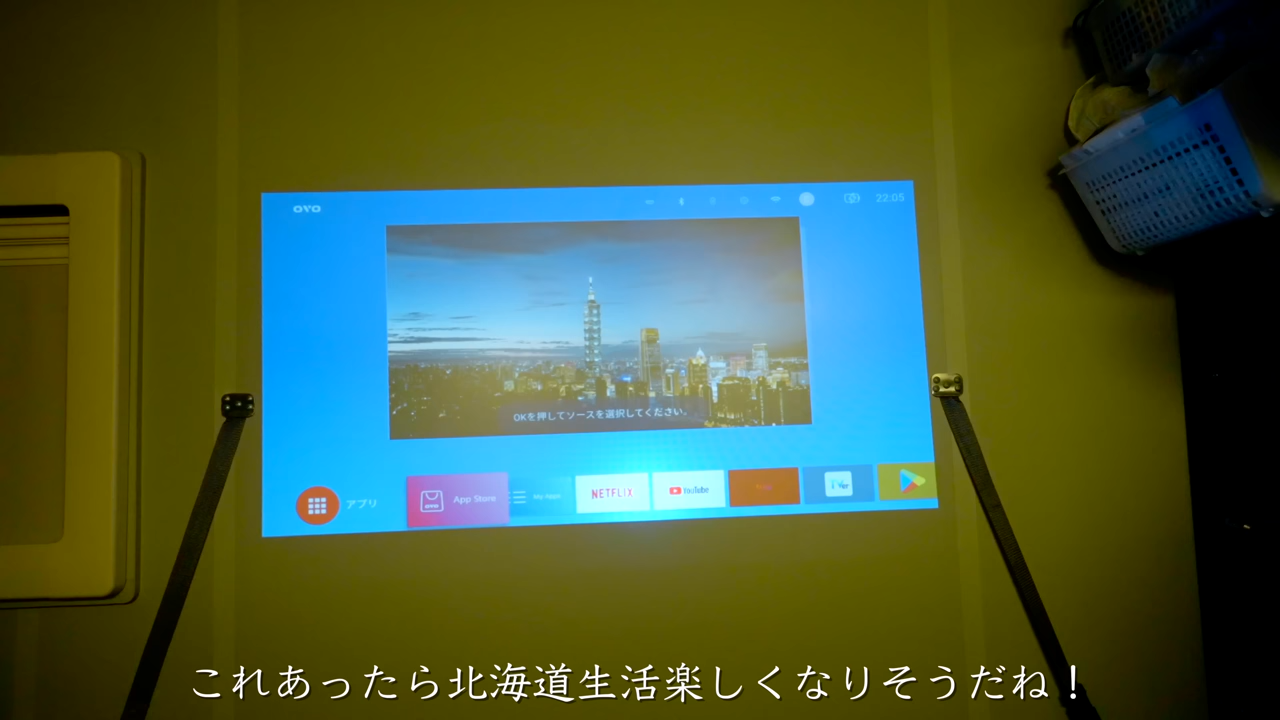 OVO
22:05
OKを押してソースを選択してください。
アプリ
App Store
My Apps
NETFLIX
YouTube
TVer
これあったら北海道生活楽しくなりそうだね！